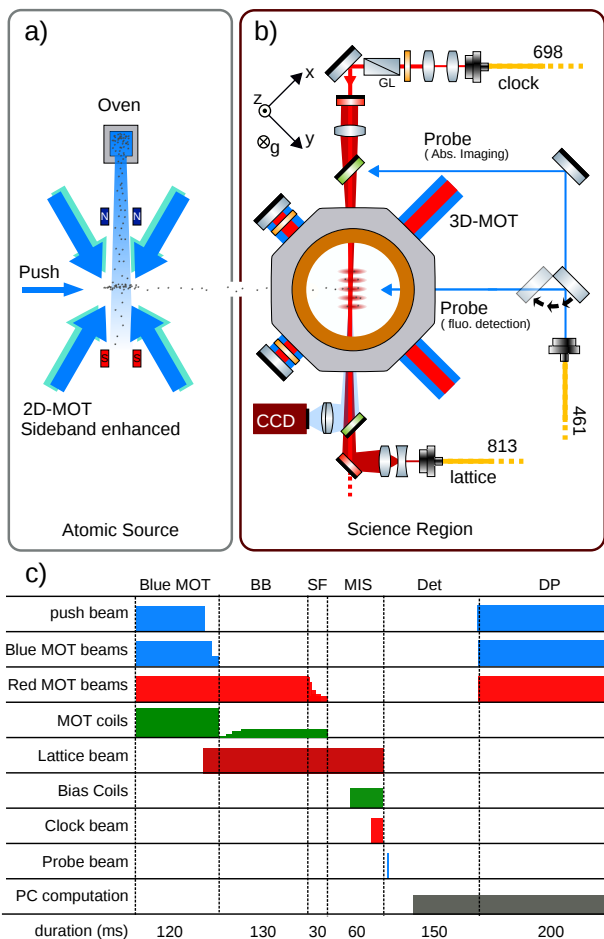 a)
Oven
N
N
Push
S
S
2D-MOT
Sideband enhanced
Atomic Source
b)
x
z
y
g
GL
698
clock
Probe
( Abs. Imaging)
3D-MOT
Probe
( fluo. detection)
CCD
461
813
lattice
Science Region
c)
Blue MOT BB SF MIS Det DP
push beam
Blue MOT beams
Red MOT beams
MOT coils
Lattice beam
Bias Coils
Clock beam
Probe beam
PC computation
duration (ms) 120 130 30 60 150 200